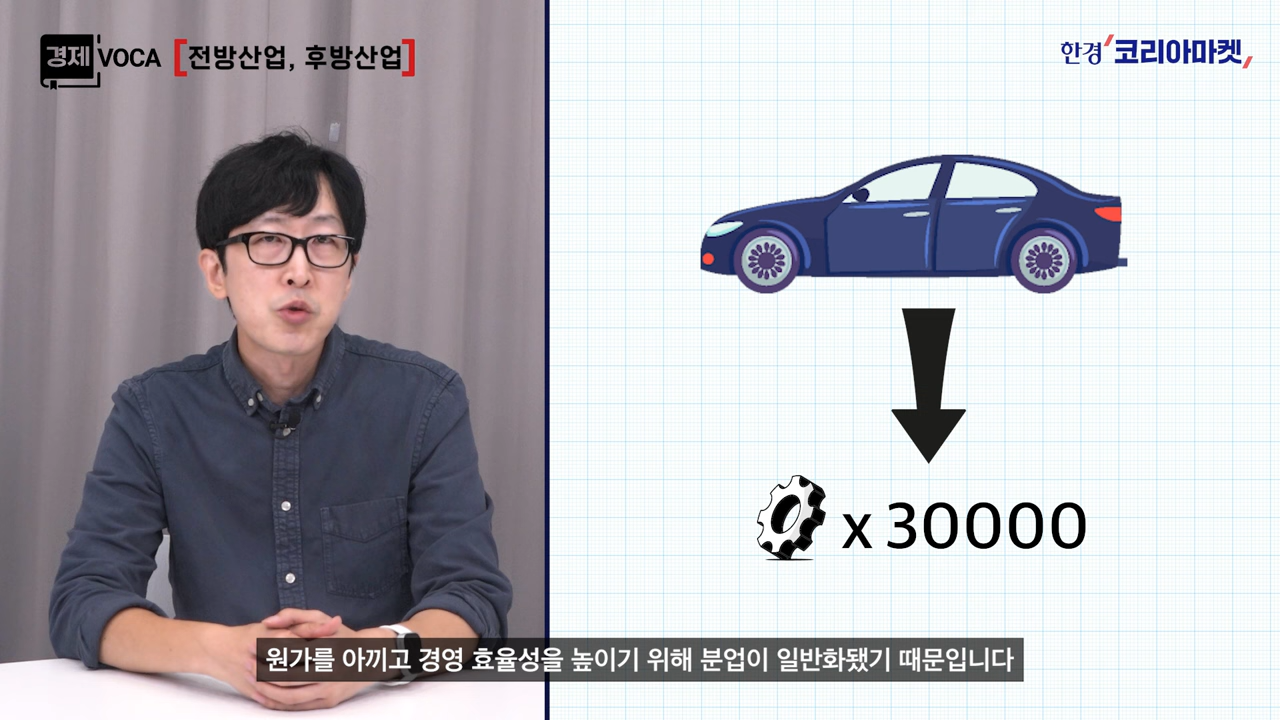 경제 VOCA [전방산업, 후방산업]
한경 코리아마켓
x 30000
원가를 아끼고 경영 효율성을 높이기 위해 분업이 일반화됐기 때문입니다